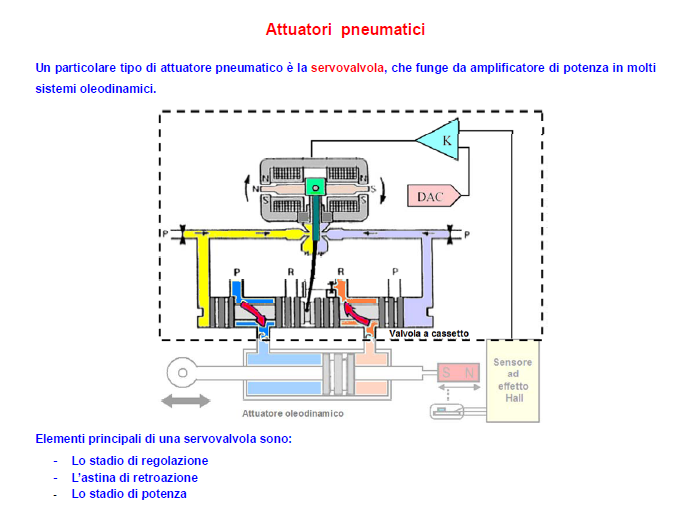 Attuatori pneumatici
Un particolare tipo di attuatore pneumatico è la servovalvola, che funge da amplificatore di potenza in molti
sistemi oleodinamici.
K
DAC
N
N
N
S
S
S
P
P
P
R
R
P
Valvola a cassetto
S N
Sensore
ad
effetto
Hall
Attuatore oleodinamico
Elementi principali di una servovalvola sono:
- Lo stadio di regolazione
- L'astina di retroazione
- Lo stadio di potenza